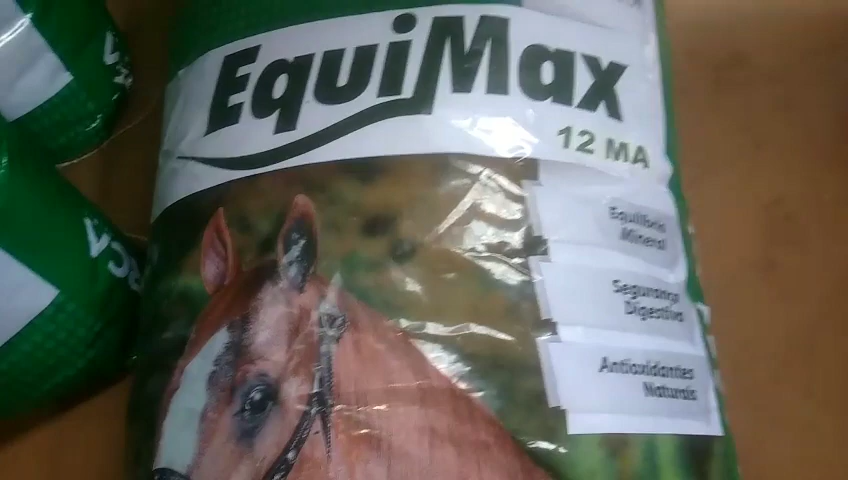 EquiMax
12 MA
Equilíbrio
Mineral
Segurança
Digestiva
Antioxidantes
Naturais